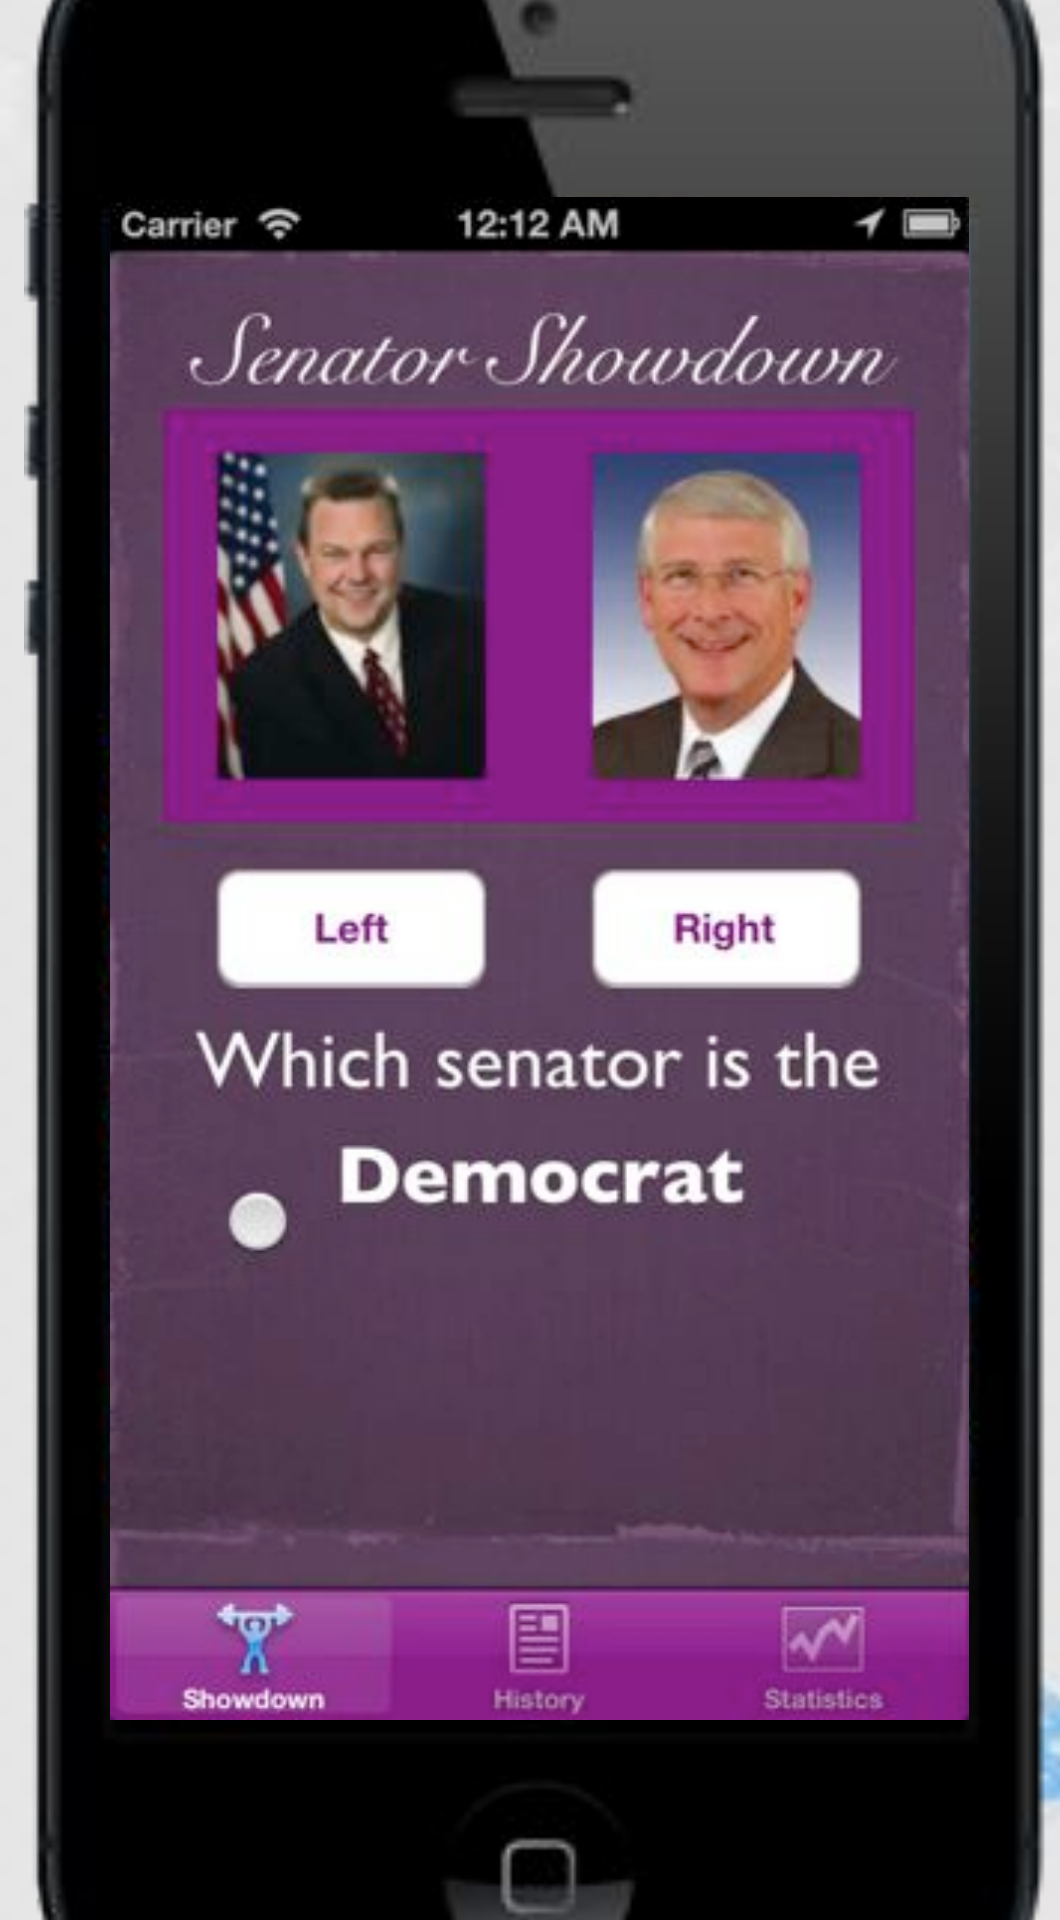 Carrier 12:12 AM
Senator Showdown
Left Right
Which senator is the
Democrat
Showdown History Statistics